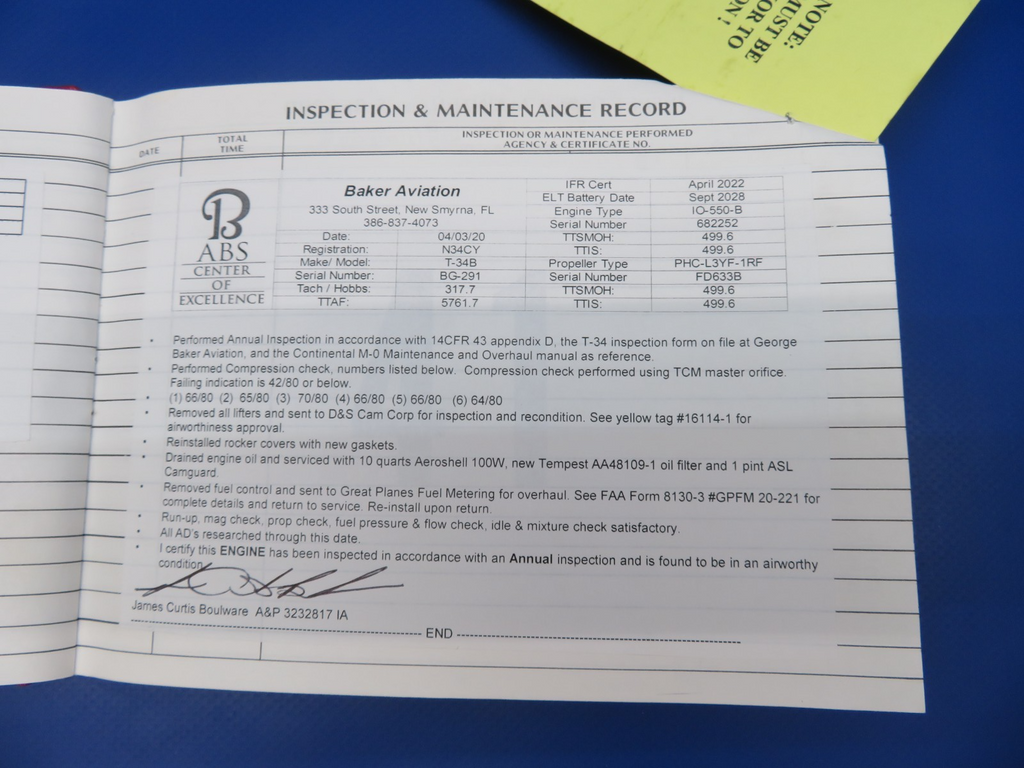 NOTE:
MUST BE
OR TO
ON!
INSPECTION & MAINTENANCE RECORD
DATE
TOTAL
TIME
INSPECTION OR MAINTENANCE PERFORMED
AGENCY & CERTIFICATE NO.
B
ABS
CENTER
OF
EXCELLENCE
Baker Aviation
333 South Street, New Smyrna, FL
386-837-4073
Date: 04/03/20
Registration: N34CY
Make/ Model: T-34B
Serial Number: BG-291
Tach / Hobbs: 317.7
TTAF: 5761.7
IFR Cert April 2022
ELT Battery Date Sept 2028
Engine Type IO-550-B
Serial Number 682252
TTSMOH: 499.6
TTIS: 499.6
Propeller Type PHC-L3YF-1RF
Serial Number FD633B
TTSMOH: 499.6
TTIS: 499.6
• Performed Annual Inspection in accordance with 14CFR 43 appendix D, the T-34 inspection form on file at George
Baker Aviation, and the Continental M-0 Maintenance and Overhaul manual as reference.
• Performed Compression check, numbers listed below. Compression check performed using TCM master orifice.
Failing indication is 42/80 or below.
• (1) 66/80 (2) 65/80 (3) 70/80 (4) 66/80 (5) 66/80 (6) 64/80
• Removed all lifters and sent to D&S Cam Corp for inspection and recondition. See yellow tag #16114-1 for
airworthiness approval.
• Reinstalled rocker covers with new gaskets.
• Drained engine oil and serviced with 10 quarts Aeroshell 100W, new Tempest AA48109-1 oil filter and 1 pint ASL
Camguard.
• Removed fuel control and sent to Great Planes Fuel Metering for overhaul. See FAA Form 8130-3 #GPFM 20-221 for
complete details and return to service. Re-install upon return.
• Run-up, mag check, prop check, fuel pressure & flow check, idle & mixture check satisfactory.
• All AD's researched through this date.
• I certify this ENGINE has been inspected in accordance with an Annual inspection and is found to be in an airworthy
condition
James Curtis Boulware A&P 3232817 IA
END